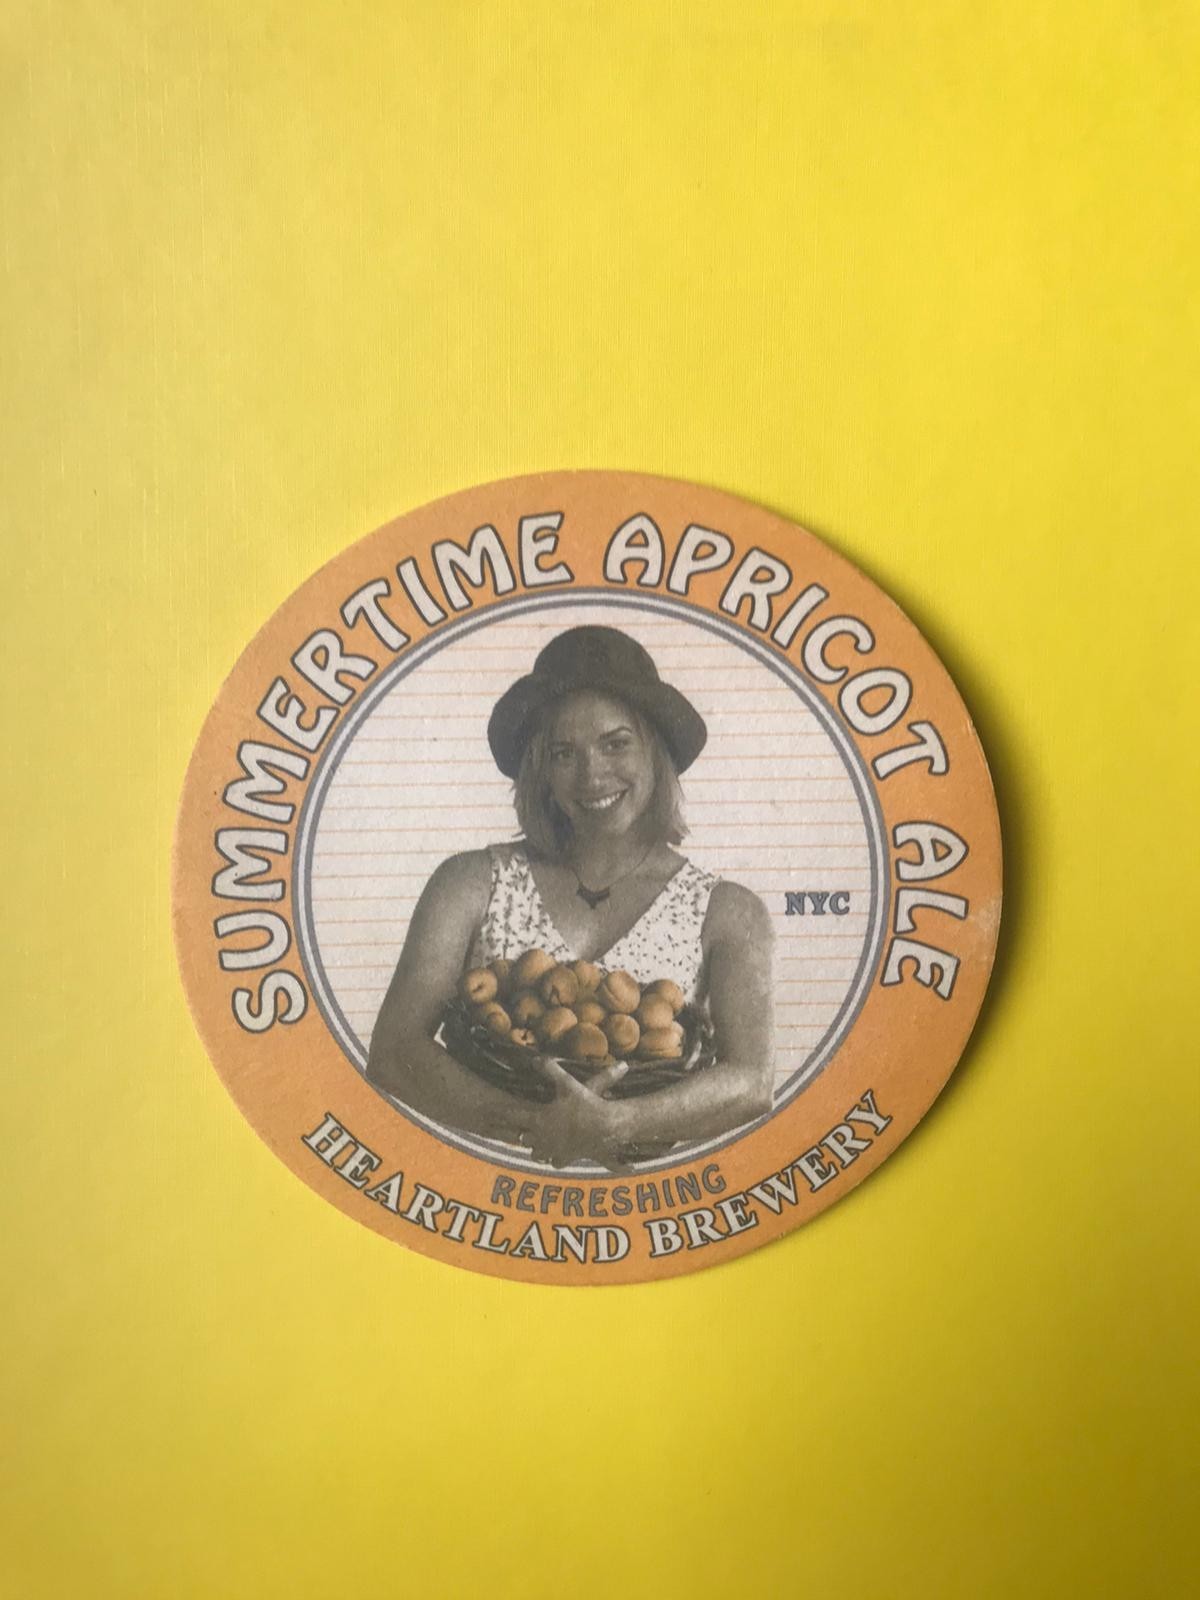 SUMMERTIME APRICOT ALE
NYC
REFRESHING
HEARTLAND BREWERY